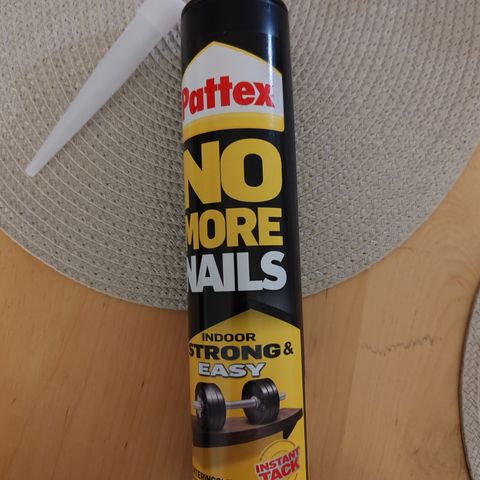 Pattex
NO
MORE
NAILS
INDOOR
STRONG &
EASY
INSTANT
TACK